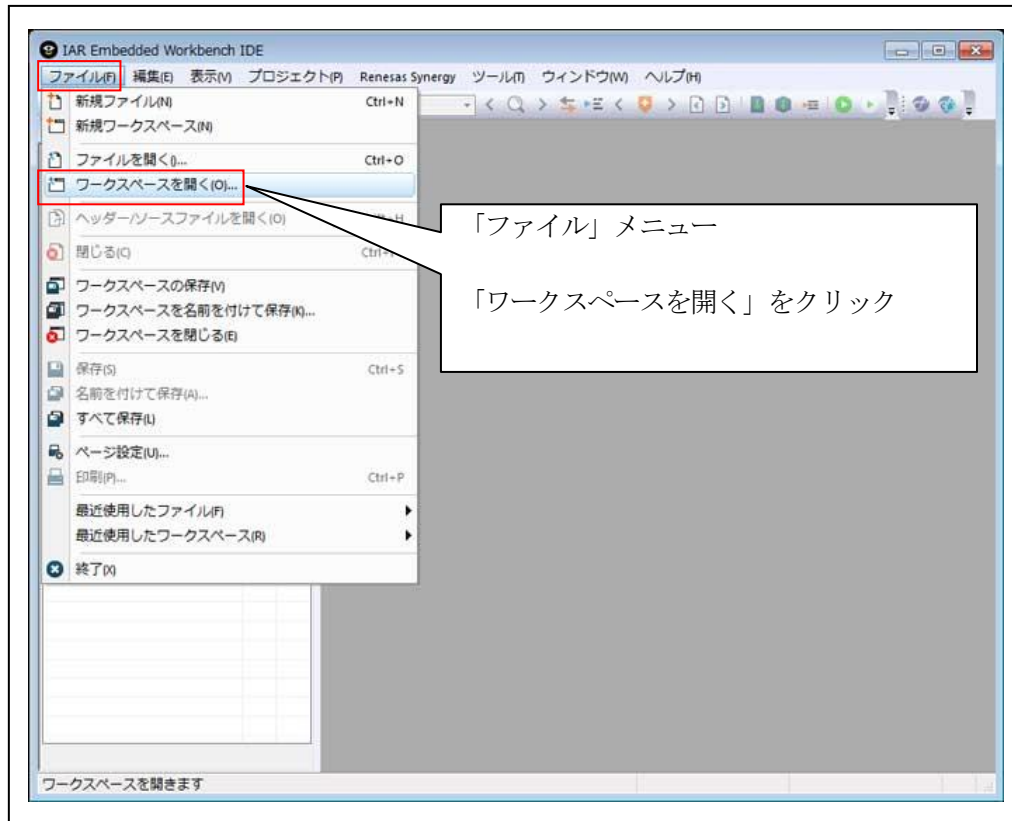 IAR Embedded Workbench IDE
ファイル(F) 編集(E) 表示(V) プロジェクト(P) Renesas Synergy ツール(T) ウィンドウ(W) ヘルプ(H)
新規ファイル(N) Ctrl+N
新規ワークスペース(N)
ファイルを開く()... Ctrl+O
ワークスペースを開く(O)...
ヘッダー/ソースファイルを開く(O)
閉じる(C)
ワークスペースの保存(V)
ワークスペースを名前を付けて保存(K)...
ワークスペースを閉じる(E)
保存(S) Ctrl+S
名前を付けて保存(A)...
すべて保存(L)
ページ設定(U)...
印刷(P)... Ctrl+P
最近使用したファイル(F)
最近使用したワークスペース(R)
終了(X)
「ファイル」メニュー
「ワークスペースを開く」をクリック
ワークスペースを開きます